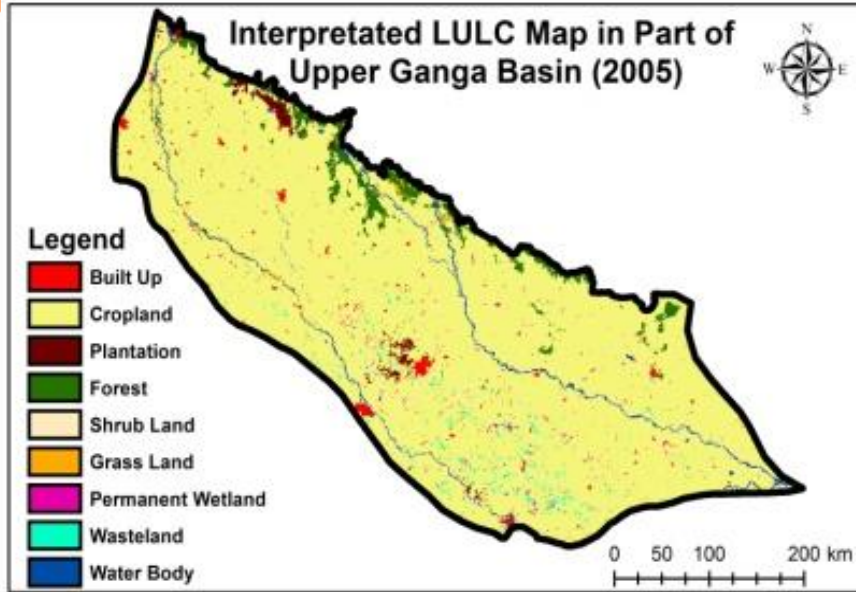 Interpretated LULC Map in Part of
Upper Ganga Basin (2005)
N
W
E
S
Legend
Built Up
Cropland
Plantation
Forest
Shrub Land
Grass Land
Permanent Wetland
Wasteland
Water Body
0 50 100 200 km